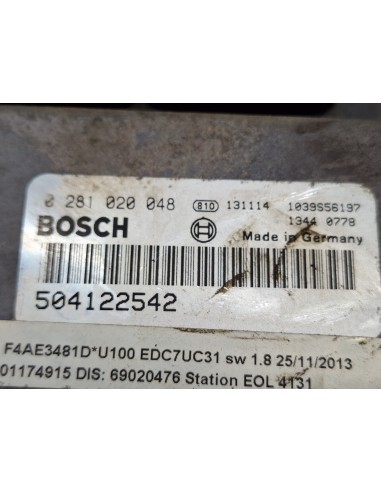 0 281 020 048 810 131114 1039S56197
1344 0778
BOSCH Made in Germany
504122542
F4AE3481D*U100 EDC7UC31 sw 1.8 25/11/2013
01174915 DIS: 69020476 Station EOL 4131